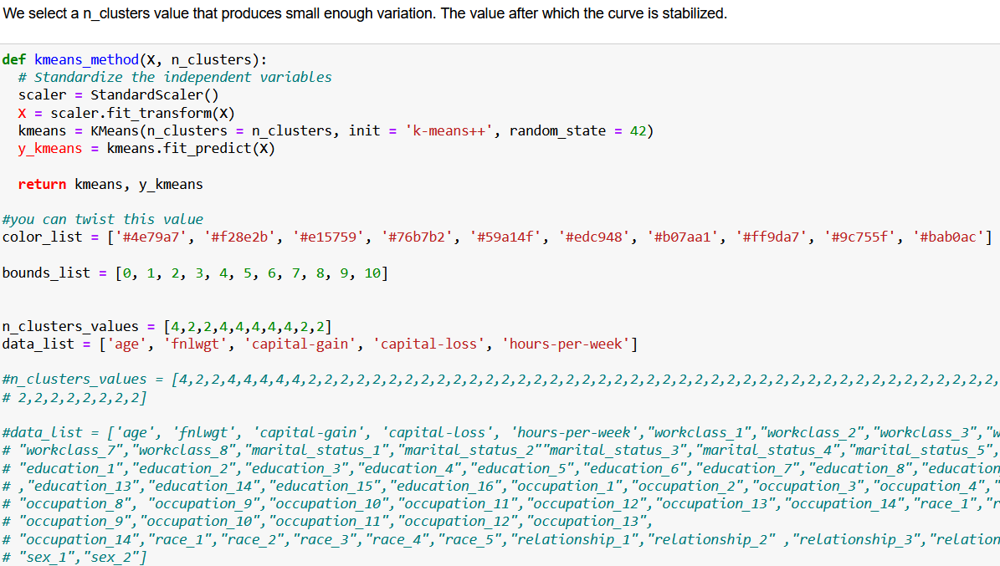 We select a n_clusters value that produces small enough variation. The value after which the curve is stabilized.
def kmeans_method(X, n_clusters):
# Standardize the independent variables
scaler = StandardScaler()
X = scaler.fit_transform(X)
kmeans = KMeans(n_clusters = n_clusters, init = 'k-means++', random_state = 42)
y_kmeans = kmeans.fit_predict(X)
return kmeans, y_kmeans
#you can twist this value
color_list = ['#4e79a7', '#f28e2b', '#e15759', '#76b7b2', '#59a14f', '#edc948', '#b07aa1', '#ff9da7', '#9c755f', '#bab0ac']
bounds_list = [0, 1, 2, 3, 4, 5, 6, 7, 8, 9, 10]
n_clusters_values = [4,2,2,4,4,4,4,4,2,2]
data_list = ['age', 'fnlwgt', 'capital-gain', 'capital-loss', 'hours-per-week']
#n_clusters_values = [4,2,2,4,4,4,4,4,2,2,2,2,2,2,2,2,2,2,2,2,2,2,2,2,2,2,2,2,2,2,2,2,2,2,2,2,2,2,2,2,2,2,2,2,2,2,2,2,2,2,2,
# 2,2,2,2,2,2,2,2]
#data_list = ['age', 'fnlwgt', 'capital-gain', 'capital-loss', 'hours-per-week',"workclass_1","workclass_2","workclass_3","w
# "workclass_7","workclass_8","marital_status_1","marital_status_2""marital_status_3","marital_status_4","marital_status_5",
# "education_1","education_2","education_3","education_4","education_5","education_6","education_7","education_8","education
# ,"education_13","education_14","education_15","education_16","occupation_1","occupation_2","occupation_3","occupation_4","
# "occupation_8", "occupation_9","occupation_10","occupation_11","occupation_12","occupation_13","occupation_14","race_1","r
# "occupation_9","occupation_10","occupation_11","occupation_12","occupation_13",
# "occupation_14","race_1","race_2","race_3","race_4","race_5","relationship_1","relationship_2" ,"relationship_3","relation
# "sex_1","sex_2"]